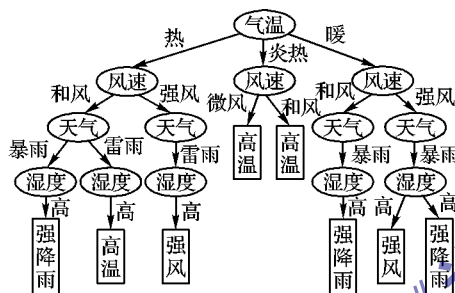 气温
热 炎热 暖
风速 风速 风速
和风 强风 微风 和风 和风 强风
天气 天气 高温 高温 天气 天气
暴雨 雷雨 雷雨 暴雨 暴雨
湿度 湿度 湿度 湿度 湿度
高 高 高 高 高 高
强降雨 高温 强风 强降雨 强风 强降雨